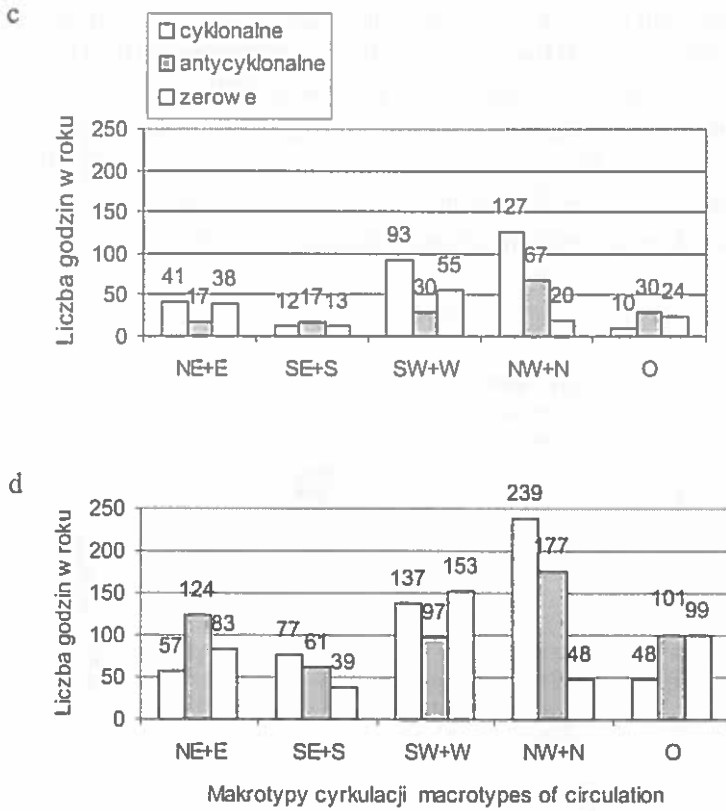 c
cyklonalne
antycyklonalne
zerowe
Liczba godzin w roku
250
200
150
100
50
0
41 17 38
12 17 13
93 30 55
127 67 20
10 30 24
NE+E SE+S SW+W NW+N O
d
Liczba godzin w roku
250
200
150
100
50
0
57 124 83
77 61 39
137 97 153
239 177 48
48 101 99
NE+E SE+S SW+W NW+N O
Makrotypy cyrkulacji macrotypes of circulation